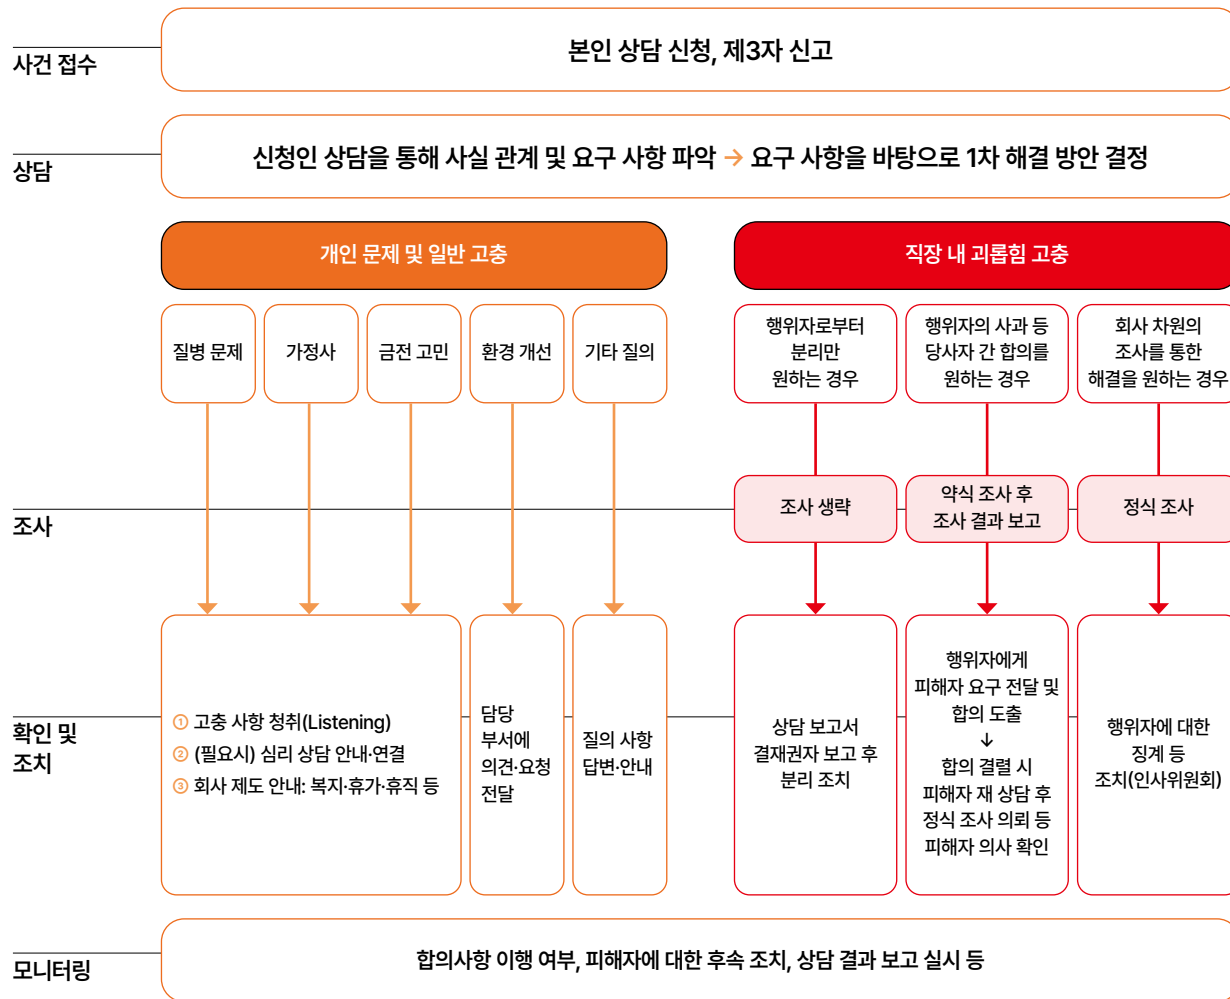 사건 접수
본인 상담 신청, 제3자 신고
상담
신청인 상담을 통해 사실 관계 및 요구 사항 파악 → 요구 사항을 바탕으로 1차 해결 방안 결정
개인 문제 및 일반 고충
직장 내 괴롭힘 고충
질병 문제
가정사
금전 고민
환경 개선
기타 질의
행위자로부터
분리만
원하는 경우
행위자의 사과 등
당사자 간 합의를
원하는 경우
회사 차원의
조사를 통한
해결을 원하는 경우
조사
조사 생략
약식 조사 후
조사 결과 보고
정식 조사
확인 및
조치
① 고충 사항 청취(Listening)
② (필요시) 심리 상담 안내·연결
③ 회사 제도 안내: 복지·휴가·휴직 등
담당
부서에
의견·요청
전달
질의 사항
답변·안내
상담 보고서
결재권자 보고 후
분리 조치
행위자에게
피해자 요구 전달 및
합의 도출
↓
합의 결렬 시
피해자 재 상담 후
정식 조사 의뢰 등
피해자 의사 확인
행위자에 대한
징계 등
조치(인사위원회)
모니터링
합의사항 이행 여부, 피해자에 대한 후속 조치, 상담 결과 보고 실시 등